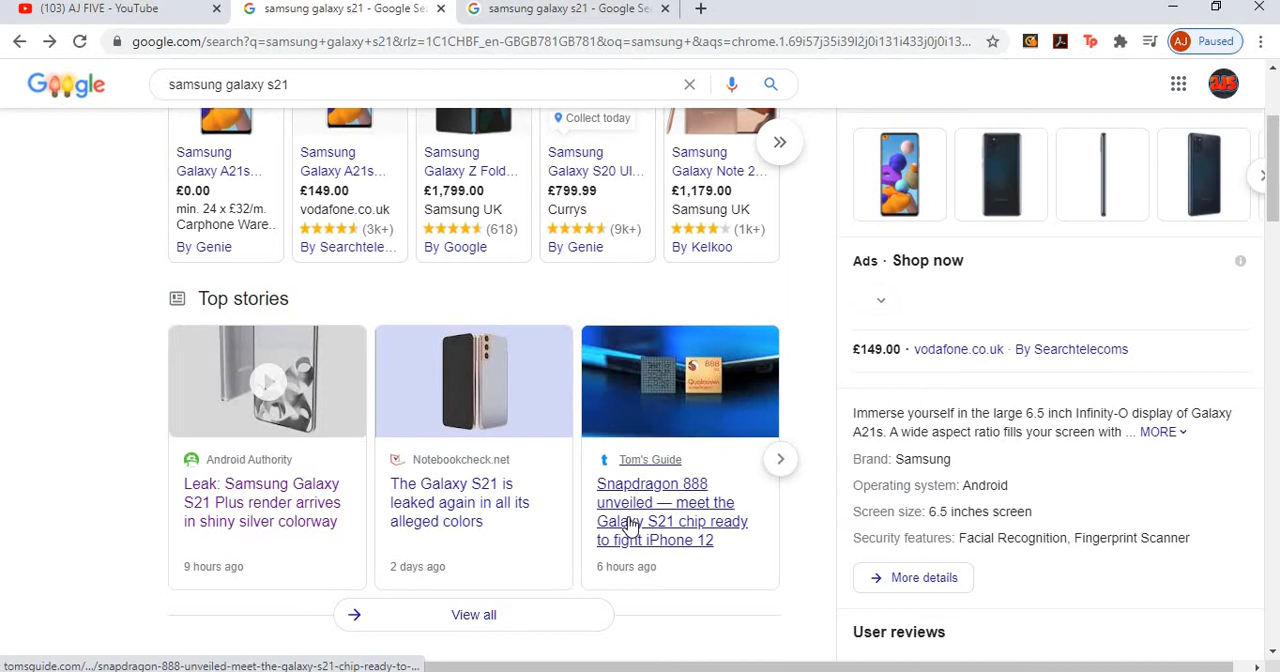 (103) AJ FIVE - YouTube
samsung galaxy s21 - Google Se
samsung galaxy s21 - Google Se
google.com/search?q=samsung+galaxy+s21&rlz=1C1CHBF_en-GBGB781GB781&oq=samsung+&aqs=chrome.1.69i57j35i39l2j0i131i433j0j0i13...
Tp
AJ Paused
Google
samsung galaxy s21
AJ5
Collect today
Samsung Galaxy A21s...
£0.00
min. 24 x £32/m.
Carphone Ware..
By Genie
Samsung Galaxy A21s...
£149.00
vodafone.co.uk
(3k+)
By Searchtele...
Samsung Galaxy Z Fold...
£1,799.00
Samsung UK
(618)
By Google
Samsung Galaxy S20 Ul...
£799.99
Currys
(9k+)
By Genie
Samsung Galaxy Note 2...
£1,179.00
Samsung UK
(1k+)
By Kelkoo
Top stories
Android Authority
Leak: Samsung Galaxy
S21 Plus render arrives
in shiny silver colorway
9 hours ago
Notebookcheck.net
The Galaxy S21 is
leaked again in all its
alleged colors
2 days ago
888
Qualcomm
Tom's Guide
Snapdragon 888
unveiled — meet the
Galaxy S21 chip ready
to fight iPhone 12
6 hours ago
View all
Ads · Shop now
£149.00 · vodafone.co.uk · By Searchtelecoms
Immerse yourself in the large 6.5 inch Infinity-O display of Galaxy
A21s. A wide aspect ratio fills your screen with ... MORE
Brand: Samsung
Operating system: Android
Screen size: 6.5 inches screen
Security features: Facial Recognition, Fingerprint Scanner
More details
User reviews
tomsguide.com/.../snapdragon-888-unveiled-meet-the-galaxy-s21-chip-ready-to-...